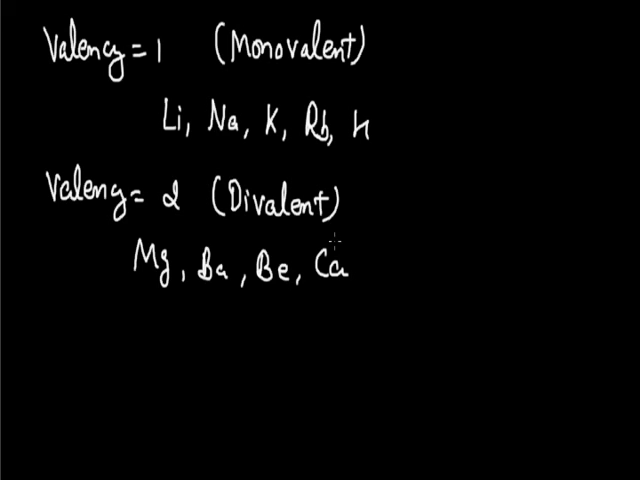 Valency = 1 (Monovalent)
Li, Na, K, Rb, H
Valency = 2 (Divalent)
Mg, Ba, Be, Ca